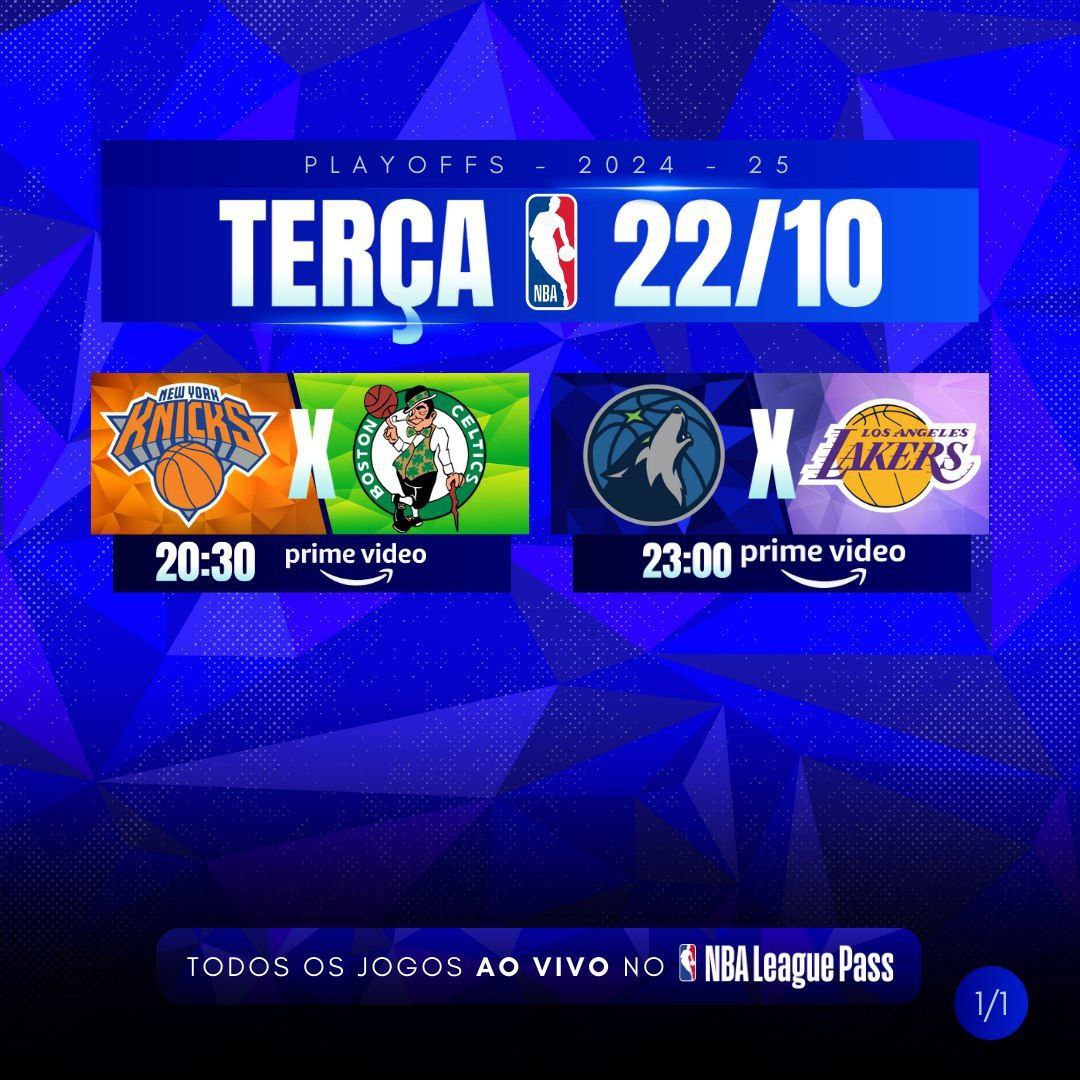 PLAYOFFS - 2024 - 25
TERÇA NBA 22/10
NEW YORK
KNICKS
X
BOSTON CELTICS
X
LOS ANGELES
LAKERS
20:30 prime video
23:00 prime video
TODOS OS JOGOS AO VIVO NO NBA League Pass
1/1